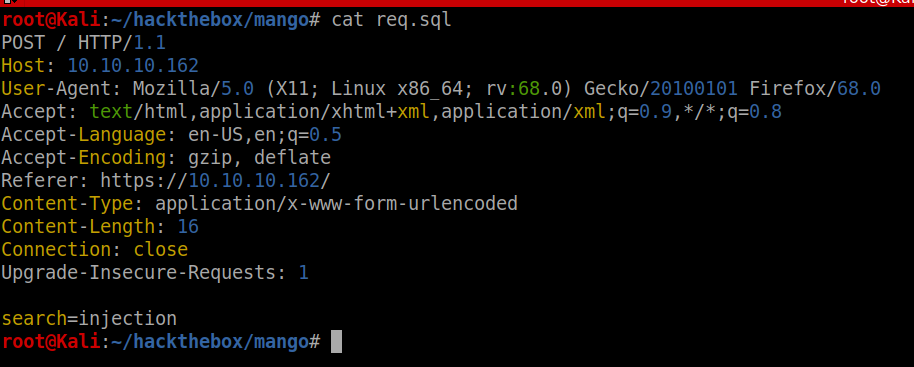 root@Kali:~/hackthebox/mango# cat req.sql
POST / HTTP/1.1
Host: 10.10.10.162
User-Agent: Mozilla/5.0 (X11; Linux x86_64; rv:68.0) Gecko/20100101 Firefox/68.0
Accept: text/html,application/xhtml+xml,application/xml;q=0.9,*/*;q=0.8
Accept-Language: en-US,en;q=0.5
Accept-Encoding: gzip, deflate
Referer: https://10.10.10.162/
Content-Type: application/x-www-form-urlencoded
Content-Length: 16
Connection: close
Upgrade-Insecure-Requests: 1
search=injection
root@Kali:~/hackthebox/mango#